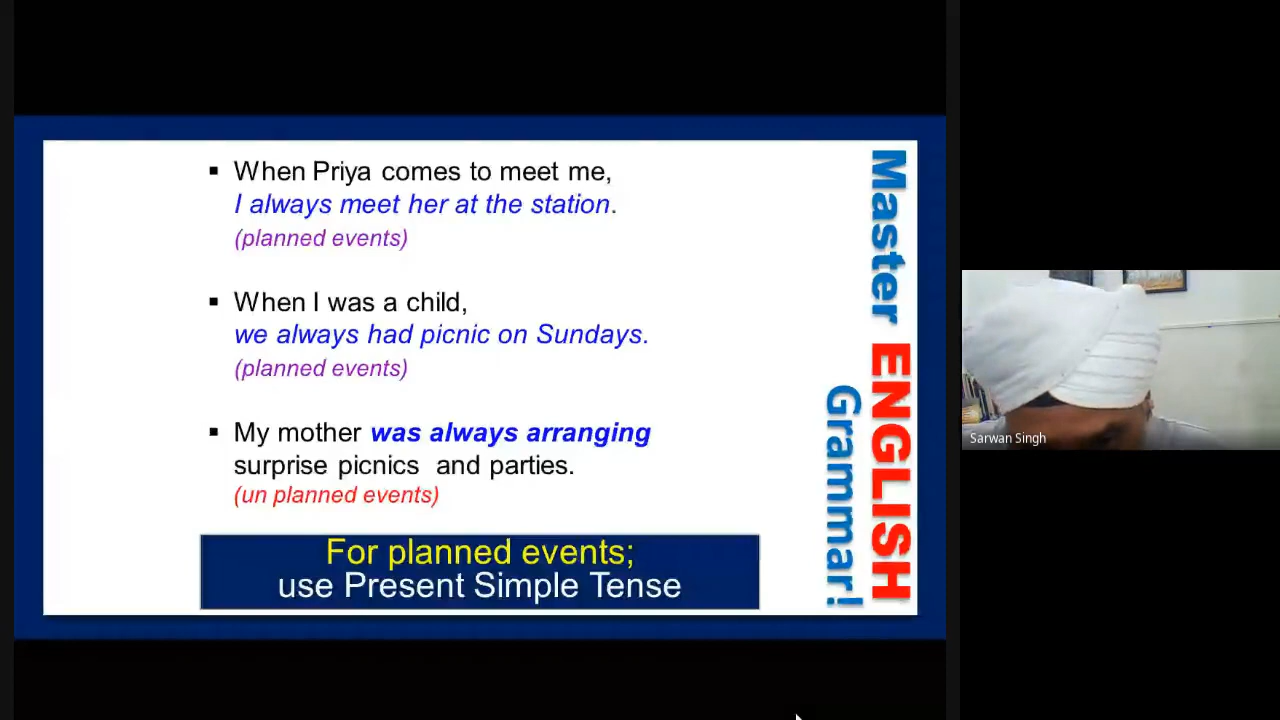 ▪ When Priya comes to meet me,
I always meet her at the station.
(planned events)
▪ When I was a child,
we always had picnic on Sundays.
(planned events)
▪ My mother was always arranging
surprise picnics and parties.
(un planned events)
For planned events;
use Present Simple Tense
Master ENGLISH
Grammar!
Sarwan Singh